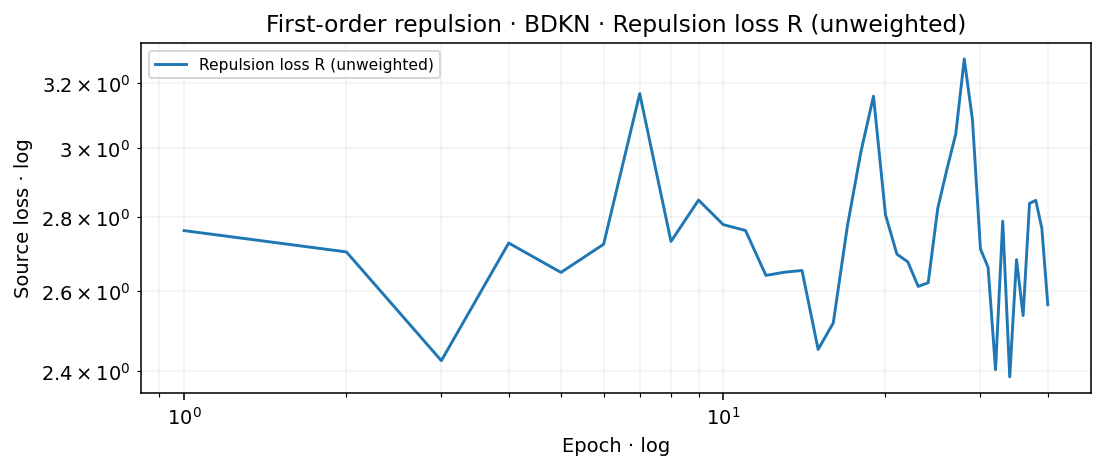 First-order repulsion · BDKN · Repulsion loss R (unweighted)
Repulsion loss R (unweighted)
Source loss · log
3.2 × 10⁰
3 × 10⁰
2.8 × 10⁰
2.6 × 10⁰
2.4 × 10⁰
10⁰
10¹
Epoch · log